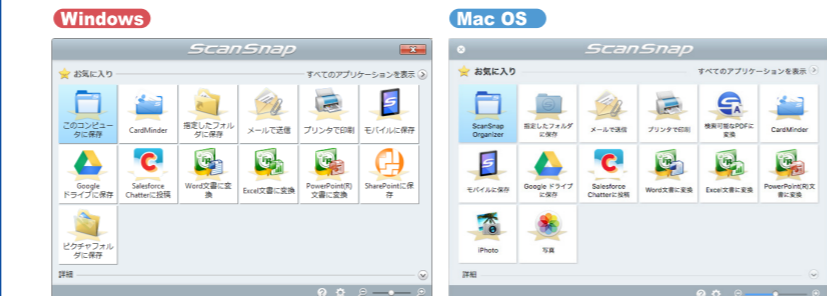 Windows
ScanSnap
お気に入り
すべてのアプリケーションを表示
このコンピュー
タに保存
CardMinder
指定したフォル
ダに保存
メールで送信
プリンタで印刷
モバイルに保存
Google
ドライブに保存
Salesforce
Chatterに投稿
Word文書に変
換
Excel文書に変換
PowerPoint(R)
文書に変換
SharePointに保
存
ピクチャフォル
ダに保存
詳細
Mac OS
ScanSnap
お気に入り
すべてのアプリケーションを表示
ScanSnap
Organizer
指定したフォルダ
に保存
メールで送信
プリンタで印刷
検索可能なPDFに
変換
CardMinder
モバイルに保存
Google ドライブ
に保存
Salesforce
Chatterに投稿
Word文書に変換
Excel文書に変換
PowerPoint(R)文
書に変換
iPhoto
写真
詳細